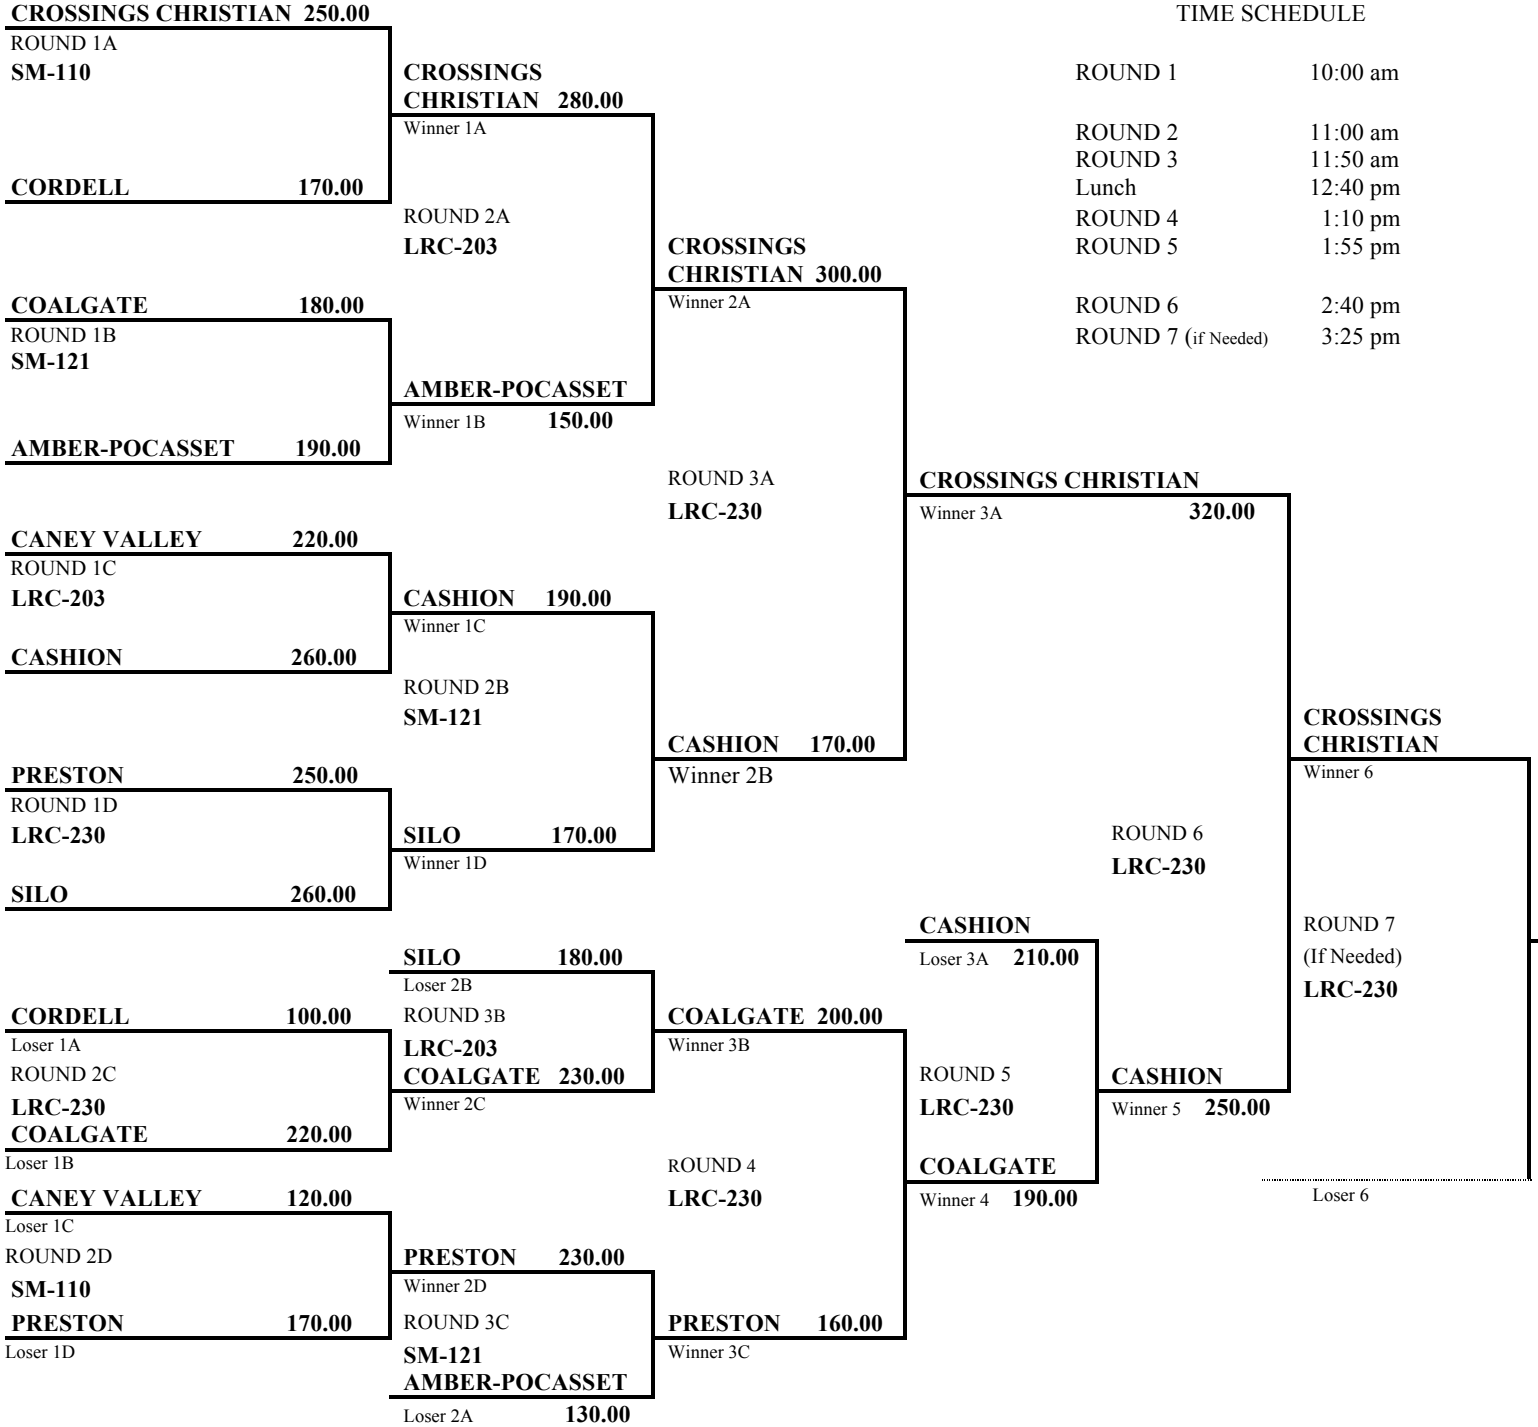 CROSSINGS CHRISTIAN 250.00
ROUND 1A
SM-110
CORDELL 170.00
COALGATE 180.00
ROUND 1B
SM-121
AMBER-POCASSET 190.00
CANEY VALLEY 220.00
ROUND 1C
LRC-203
CASHION 260.00
PRESTON 250.00
ROUND 1D
LRC-230
SILO 260.00
CORDELL 100.00
Loser 1A
ROUND 2C
LRC-230
COALGATE 220.00
Loser 1B
CANEY VALLEY 120.00
Loser 1C
ROUND 2D
SM-110
PRESTON 170.00
Loser 1D
CROSSINGS
CHRISTIAN 280.00
Winner 1A
ROUND 2A
LRC-203
AMBER-POCASSET
Winner 1B 150.00
CASHION 190.00
Winner 1C
ROUND 2B
SM-121
SILO 170.00
Winner 1D
SILO 180.00
Loser 2B
ROUND 3B
LRC-203
COALGATE 230.00
Winner 2C
PRESTON 230.00
Winner 2D
ROUND 3C
SM-121
AMBER-POCASSET
Loser 2A 130.00
CROSSINGS
CHRISTIAN 300.00
Winner 2A
ROUND 3A
LRC-230
CASHION 170.00
Winner 2B
COALGATE 200.00
Winner 3B
ROUND 4
LRC-230
PRESTON 160.00
Winner 3C
CROSSINGS CHRISTIAN
Winner 3A 320.00
CASHION
Loser 3A 210.00
ROUND 5
LRC-230
COALGATE
Winner 4 190.00
ROUND 6
LRC-230
CASHION
Winner 5 250.00
CROSSINGS
CHRISTIAN
Winner 6
ROUND 7
(If Needed)
LRC-230
Loser 6
TIME SCHEDULE
ROUND 1 10:00 am
ROUND 2 11:00 am
ROUND 3 11:50 am
Lunch 12:40 pm
ROUND 4 1:10 pm
ROUND 5 1:55 pm
ROUND 6 2:40 pm
ROUND 7 (if Needed) 3:25 pm